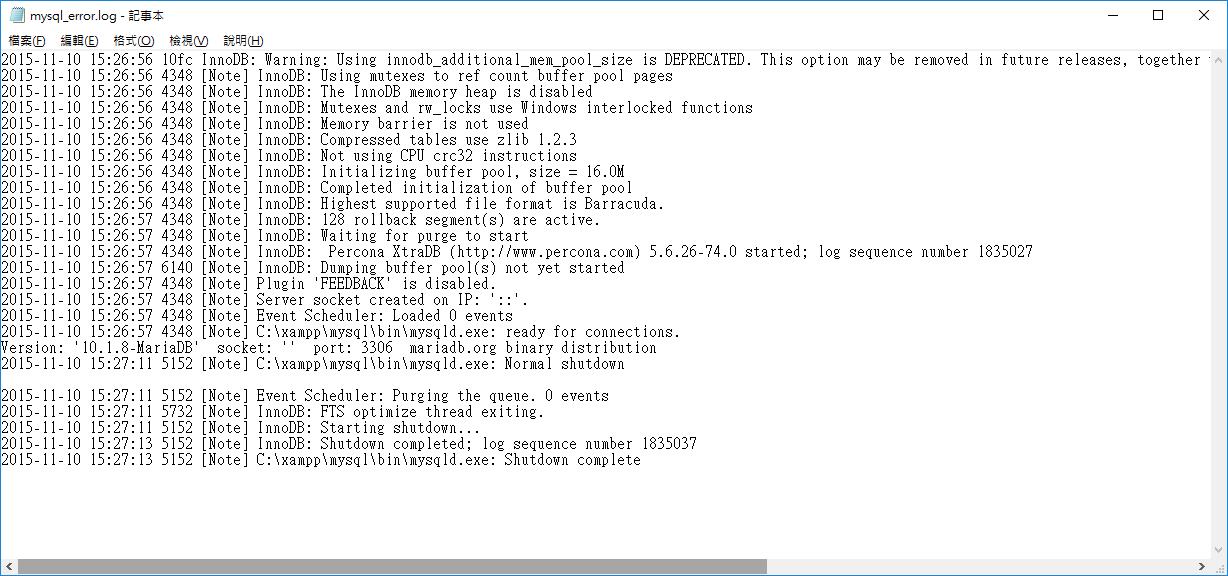 mysql_error.log - 記事本
檔案(F) 編輯(E) 格式(O) 檢視(V) 說明(H)
2015-11-10 15:26:56 10fc InnoDB: Warning: Using innodb_additional_mem_pool_size is DEPRECATED. This option may be removed in future releases, together
2015-11-10 15:26:56 4348 [Note] InnoDB: Using mutexes to ref count buffer pool pages
2015-11-10 15:26:56 4348 [Note] InnoDB: The InnoDB memory heap is disabled
2015-11-10 15:26:56 4348 [Note] InnoDB: Mutexes and rw_locks use Windows interlocked functions
2015-11-10 15:26:56 4348 [Note] InnoDB: Memory barrier is not used
2015-11-10 15:26:56 4348 [Note] InnoDB: Compressed tables use zlib 1.2.3
2015-11-10 15:26:56 4348 [Note] InnoDB: Not using CPU crc32 instructions
2015-11-10 15:26:56 4348 [Note] InnoDB: Initializing buffer pool, size = 16.0M
2015-11-10 15:26:56 4348 [Note] InnoDB: Completed initialization of buffer pool
2015-11-10 15:26:56 4348 [Note] InnoDB: Highest supported file format is Barracuda.
2015-11-10 15:26:57 4348 [Note] InnoDB: 128 rollback segment(s) are active.
2015-11-10 15:26:57 4348 [Note] InnoDB: Waiting for purge to start
2015-11-10 15:26:57 4348 [Note] InnoDB:  Percona XtraDB (http://www.percona.com) 5.6.26-74.0 started; log sequence number 1835027
2015-11-10 15:26:57 6140 [Note] InnoDB: Dumping buffer pool(s) not yet started
2015-11-10 15:26:57 4348 [Note] Plugin 'FEEDBACK' is disabled.
2015-11-10 15:26:57 4348 [Note] Server socket created on IP: '::'.
2015-11-10 15:26:57 4348 [Note] Event Scheduler: Loaded 0 events
2015-11-10 15:26:57 4348 [Note] C:\xampp\mysql\bin\mysqld.exe: ready for connections.
Version: '10.1.8-MariaDB'  socket: ''  port: 3306  mariadb.org binary distribution
2015-11-10 15:27:11 5152 [Note] C:\xampp\mysql\bin\mysqld.exe: Normal shutdown
2015-11-10 15:27:11 5152 [Note] Event Scheduler: Purging the queue. 0 events
2015-11-10 15:27:11 5732 [Note] InnoDB: FTS optimize thread exiting.
2015-11-10 15:27:11 5152 [Note] InnoDB: Starting shutdown...
2015-11-10 15:27:13 5152 [Note] InnoDB: Shutdown completed; log sequence number 1835037
2015-11-10 15:27:13 5152 [Note] C:\xampp\mysql\bin\mysqld.exe: Shutdown complete